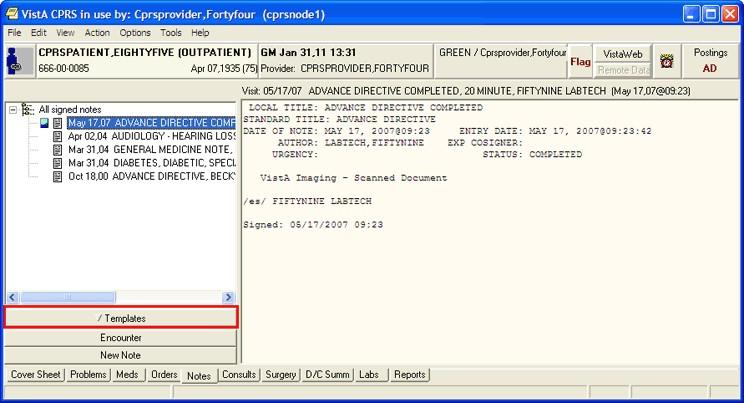 VistA CPRS in use by: Cprsprovider,Fortyfour (cprsnode1)
File Edit View Action Options Tools Help
CPRSPATIENT,EIGHTYFIVE (OUTPATIENT)
666-00-0085 Apr 07,1935 (75)
GM Jan 31,11 13:31
Provider: CPRSPROVIDER,FORTYFOUR
GREEN / Cprsprovider,Fortyfour
Flag
VistaWeb
Remote Data
Postings
AD
Visit: 05/17/07 ADVANCE DIRECTIVE COMPLETED, 20 MINUTE, FIFTYNINE LABTECH (May 17,07@09:23)
All signed notes
May 17,07 ADVANCE DIRECTIVE COMP
Apr 02,04 AUDIOLOGY - HEARING LOSS
Mar 31,04 GENERAL MEDICINE NOTE,
Mar 31,04 DIABETES, DIABETIC, SPECI
Oct 18,00 ADVANCE DIRECTIVE, BECKY
LOCAL TITLE: ADVANCE DIRECTIVE COMPLETED
STANDARD TITLE: ADVANCE DIRECTIVE
DATE OF NOTE: MAY 17, 2007@09:23 ENTRY DATE: MAY 17, 2007@09:23:42
AUTHOR: LABTECH,FIFTYNINE EXP COSIGNER:
URGENCY: STATUS: COMPLETED
VistA Imaging - Scanned Document
/es/ FIFTYNINE LABTECH
Signed: 05/17/2007 09:23
/ Templates
Encounter
New Note
Cover Sheet Problems Meds Orders Notes Consults Surgery D/C Summ Labs Reports